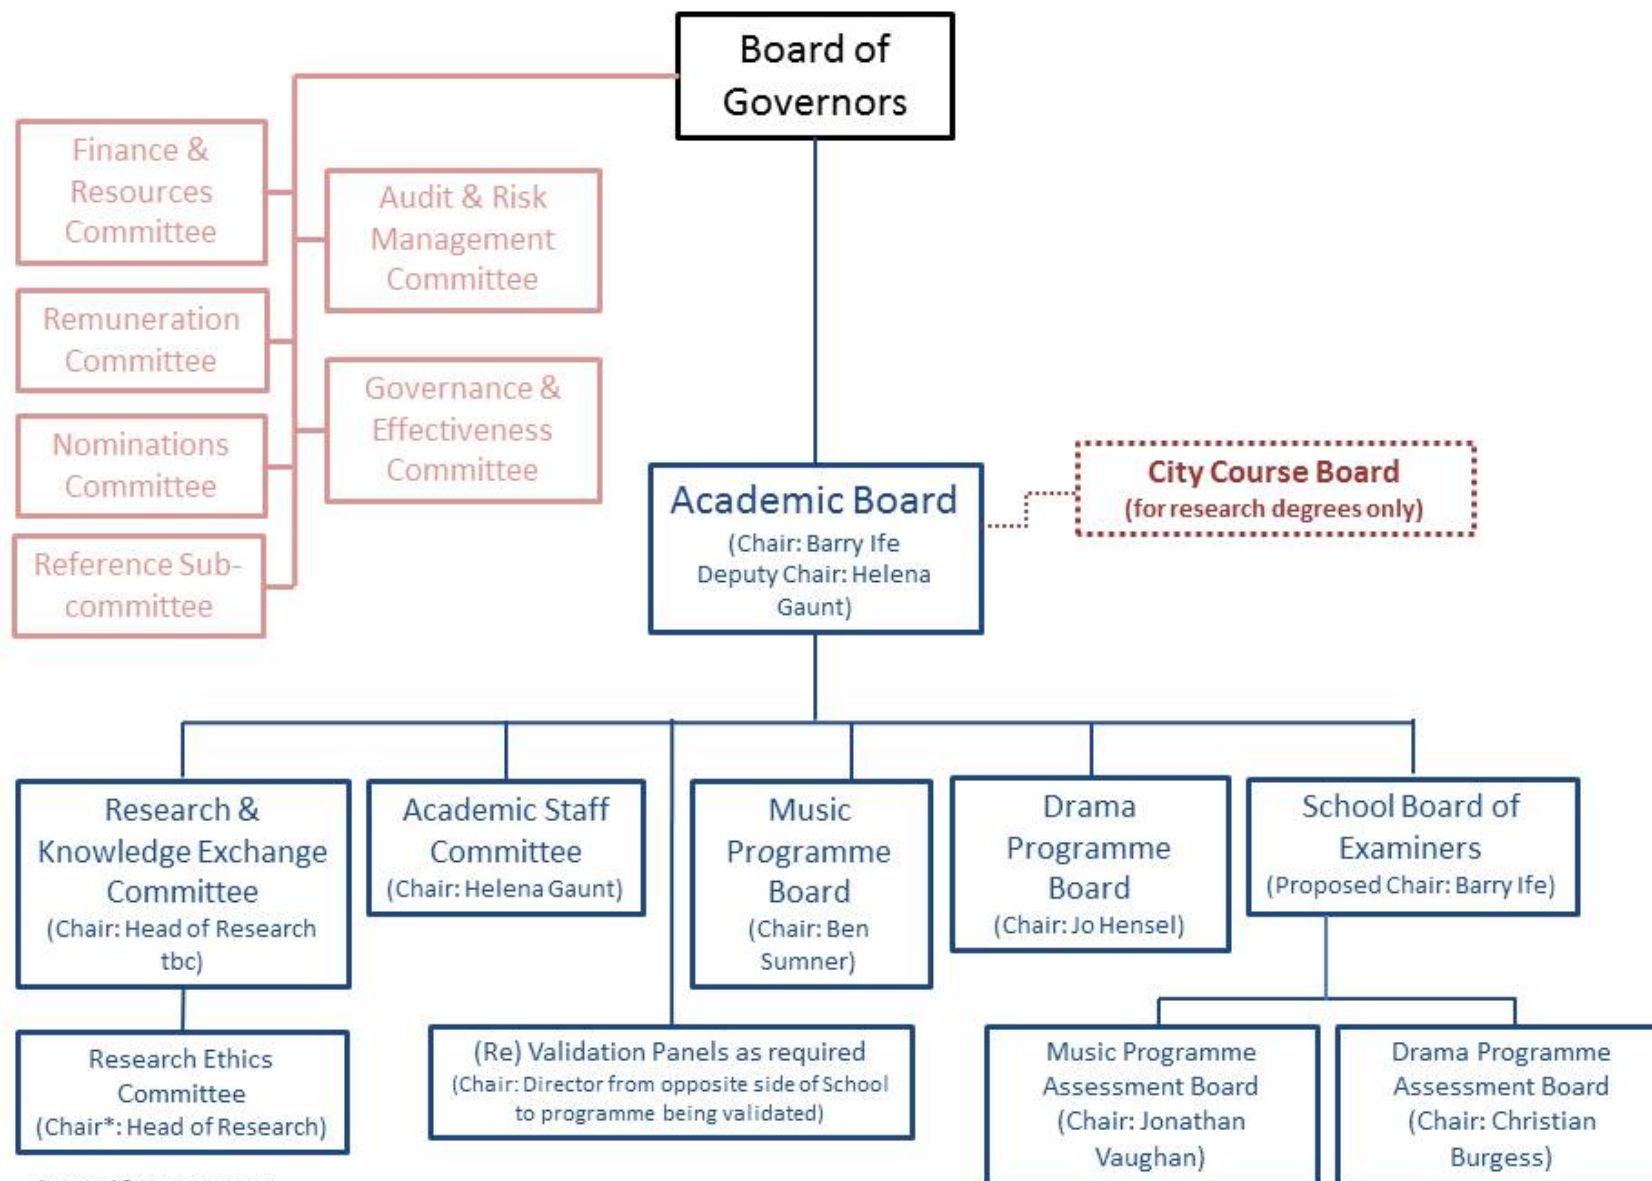 Board of
Governors
Finance &
Resources
Committee
Audit & Risk
Management
Committee
Remuneration
Committee
Governance &
Effectiveness
Committee
Nominations
Committee
Reference Sub-
committee
Academic Board
(Chair: Barry Ife
Deputy Chair: Helena
Gaunt)
City Course Board
(for research degrees only)
Research &
Knowledge Exchange
Committee
(Chair: Head of Research
tbc)
Academic Staff
Committee
(Chair: Helena Gaunt)
Music
Programme
Board
(Chair: Ben
Sumner)
Drama
Programme
Board
(Chair: Jo Hensel)
School Board of
Examiners
(Proposed Chair: Barry Ife)
Research Ethics
Committee
(Chair*: Head of Research)
(Re) Validation Panels as required
(Chair: Director from opposite side of School
to programme being validated)
Music Programme
Assessment Board
(Chair: Jonathan
Vaughan)
Drama Programme
Assessment Board
(Chair: Christian
Burgess)